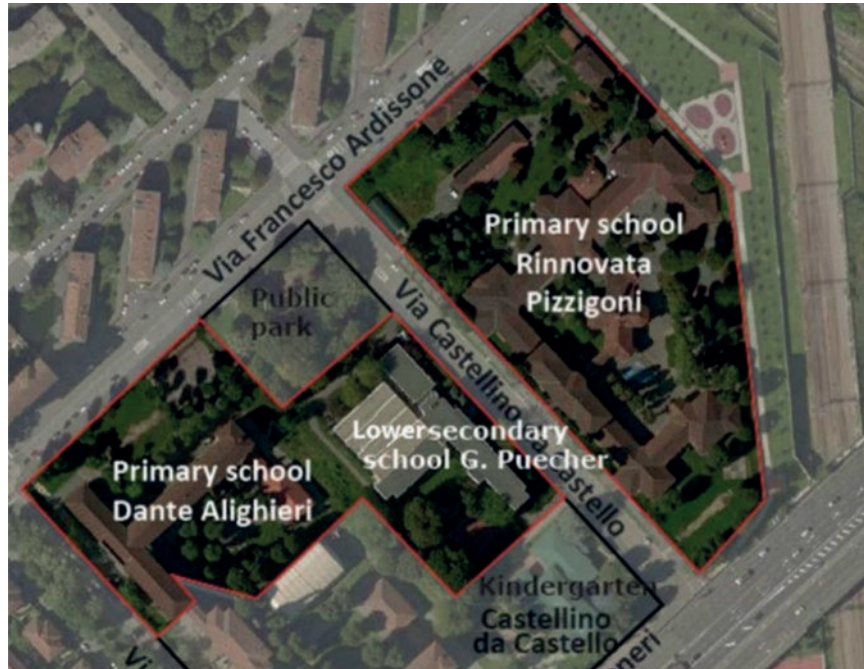 Via Francesco Ardissone
Primary school
Rinnovata
Pizzigoni
Public
park
Via Castellino Castello
Lowersecondary
school G. Puecher
Primary school
Dante Alighieri
Kindergarten
Castellino
da Castello